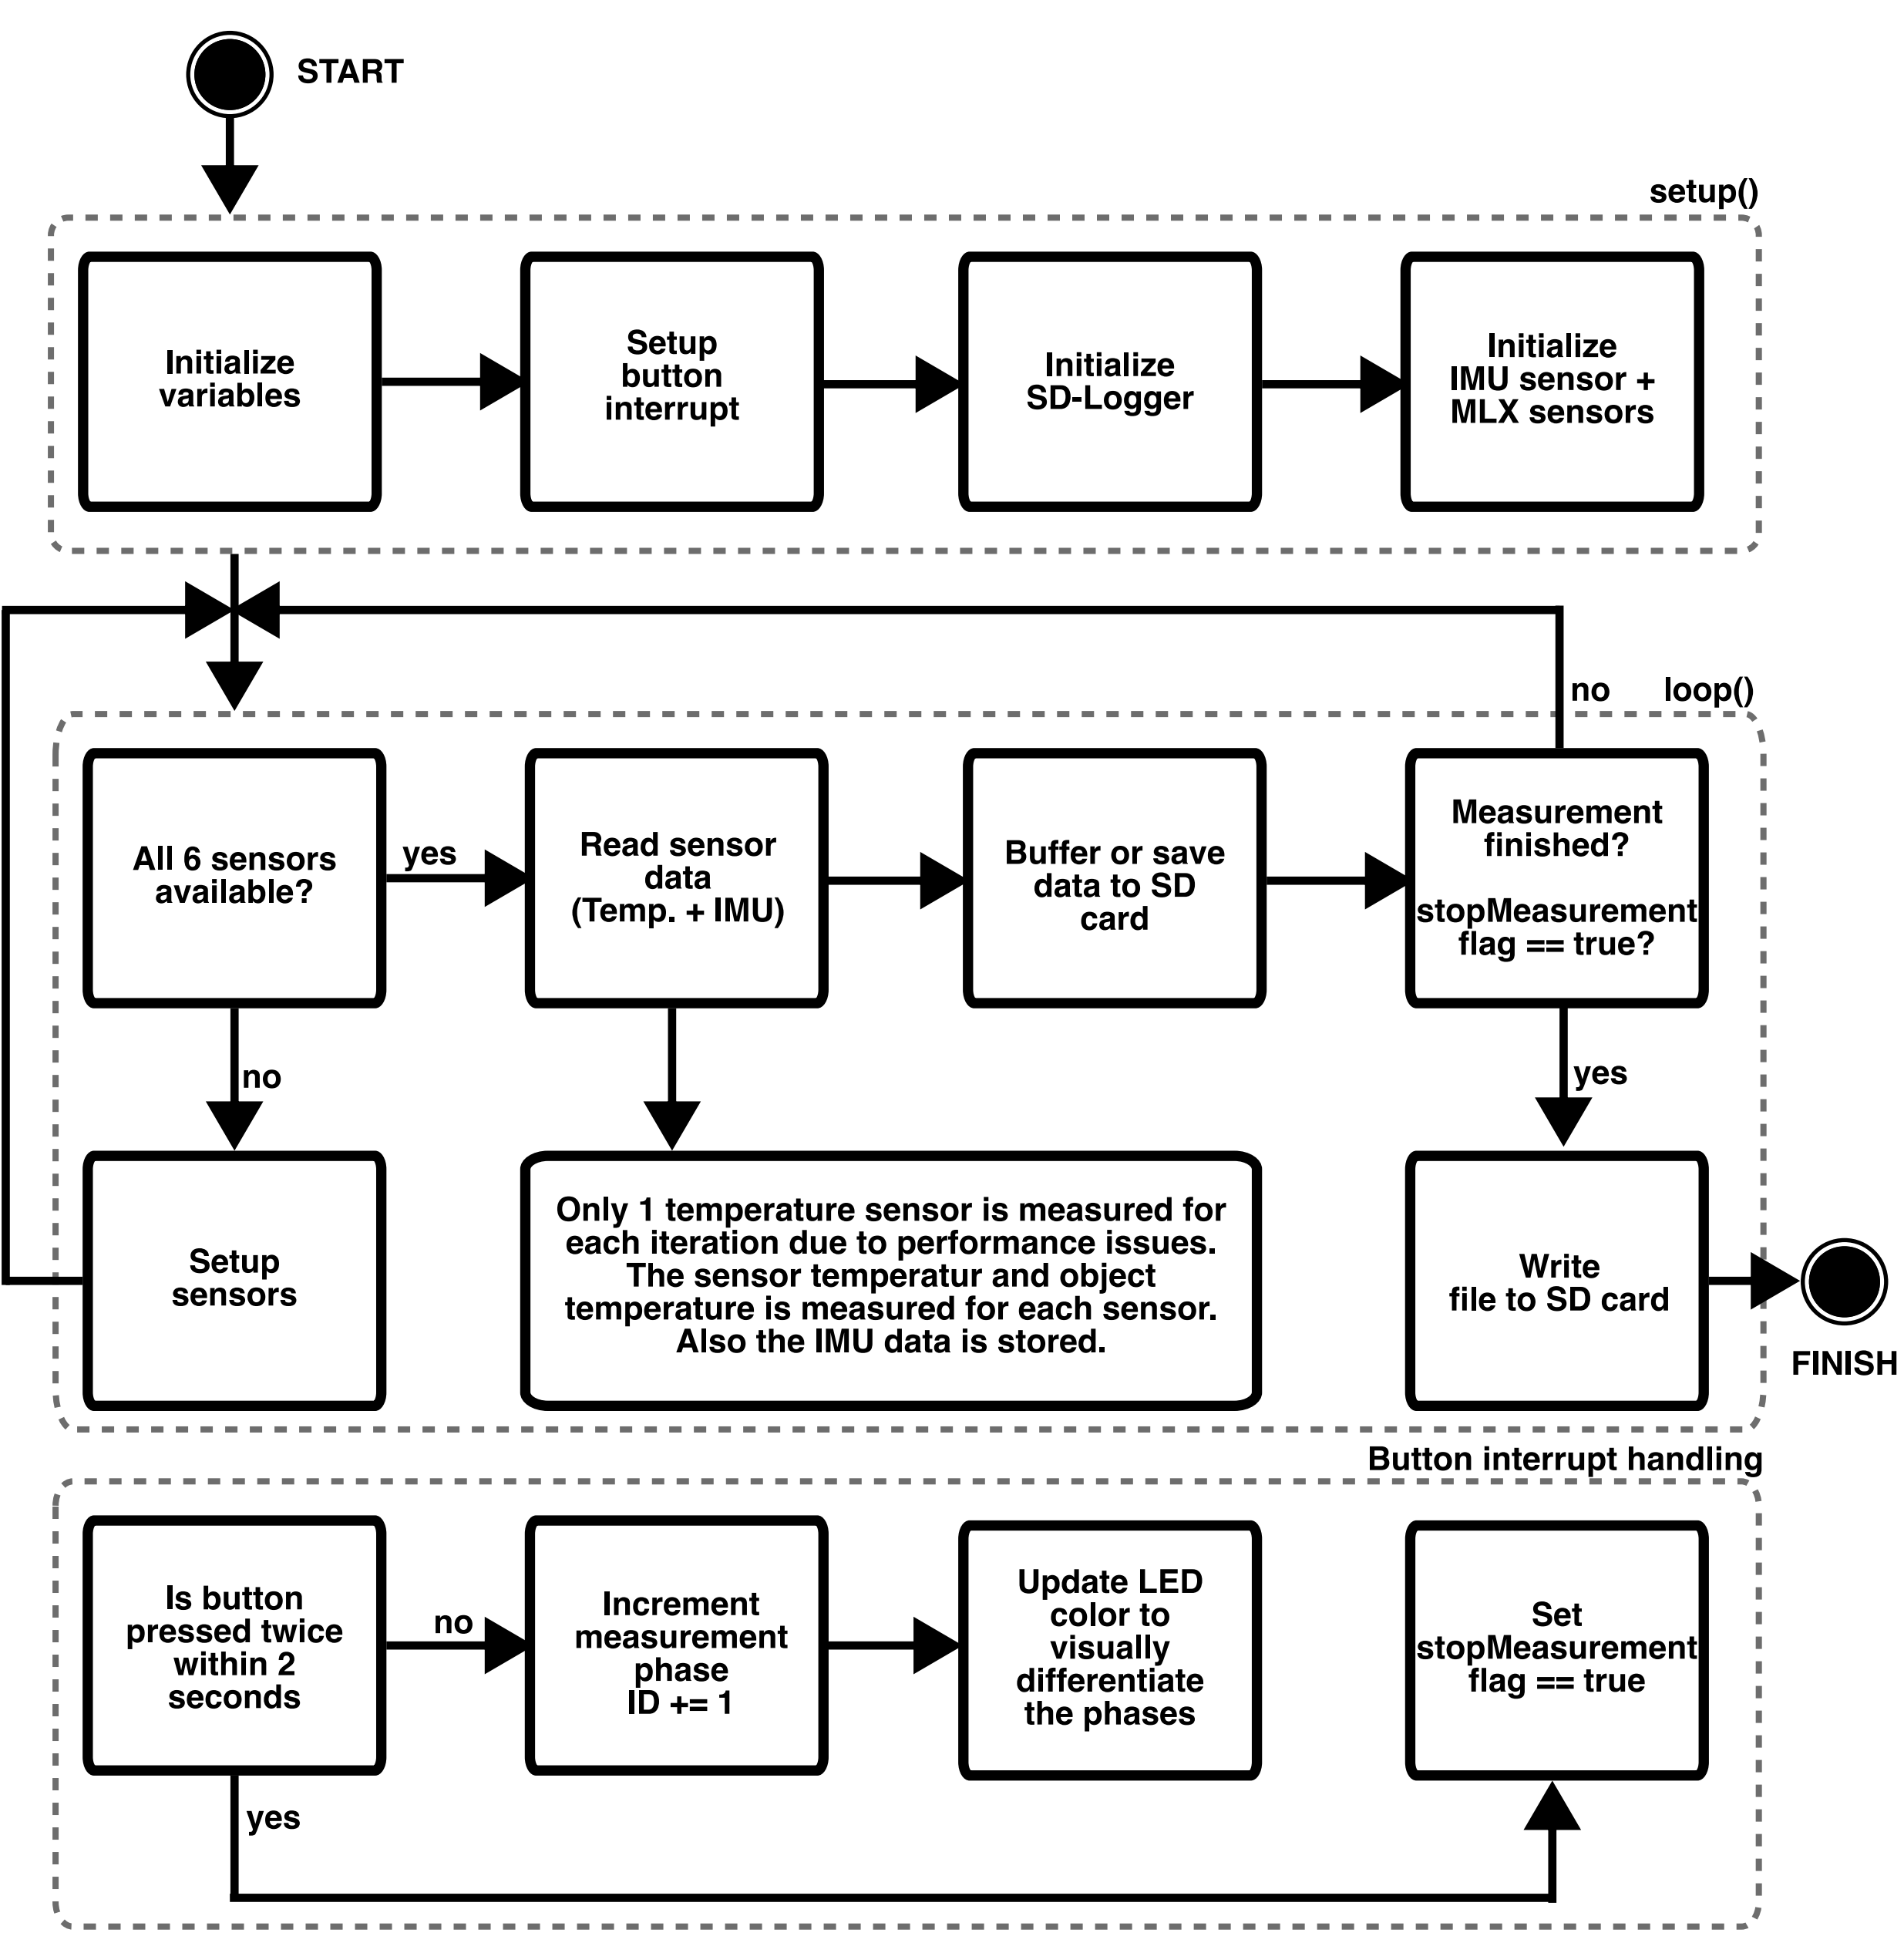 START
setup()
Initialize
variables
Setup
button
interrupt
Initialize
SD-Logger
Initialize
IMU sensor +
MLX sensors
no
loop()
All 6 sensors
available?
yes
Read sensor
data
(Temp. + IMU)
Buffer or save
data to SD
card
Measurement
finished?
stopMeasurement
flag == true?
no
yes
Setup
sensors
Only 1 temperature sensor is measured for
each iteration due to performance issues.
The sensor temperatur and object
temperature is measured for each sensor.
Also the IMU data is stored.
Write
file to SD card
FINISH
Button interrupt handling
Is button
pressed twice
within 2
seconds
no
Increment
measurement
phase
ID += 1
Update LED
color to
visually
differentiate
the phases
Set
stopMeasurement
flag == true
yes